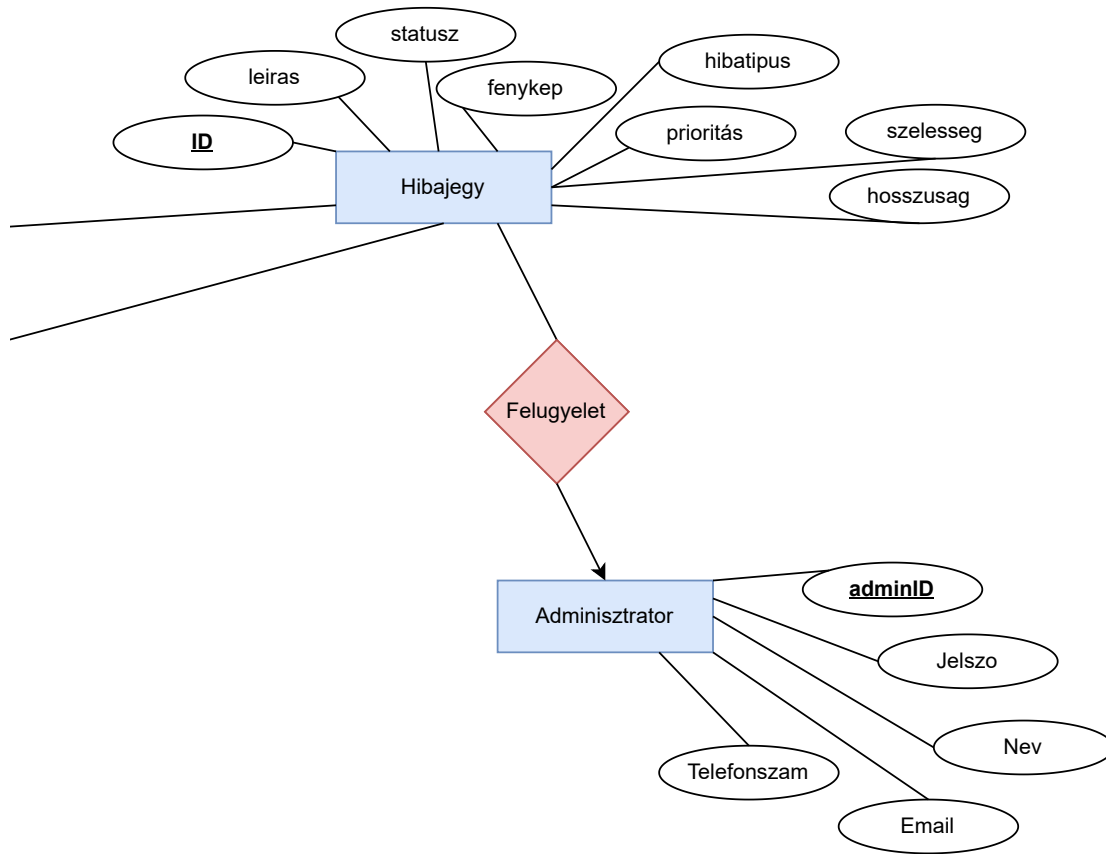 statusz
hibatipus
leiras
fenykep
prioritás
szelesseg
ID
Hibajegy
hosszusag
Felugyelet
adminID
Adminisztrator
Jelszo
Nev
Telefonszam
Email